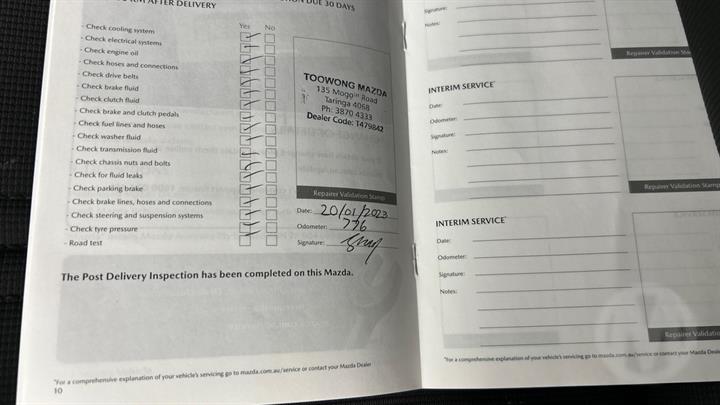 AFTER DELIVERY
DUE 30 DAYS
Yes No
- Check cooling system
- Check electrical systems
- Check engine oil
- Check hoses and connections
- Check drive belts
- Check brake fluid
- Check clutch fluid
- Check brake and clutch pedals
- Check fuel lines and hoses
- Check washer fluid
- Check transmission fluid
- Check chassis nuts and bolts
- Check for fluid leaks
- Check parking brake
- Check brake lines, hoses and connections
- Check steering and suspension systems
- Check tyre pressure
- Road test
TOOWONG MAZDA
135 Moggill Road
Taringa 4068
Ph: 3870 4333
Dealer Code: 1479842
Repairer Validation Stamp
Date: 20/01/2023
Odometer: 776
Signature:
The Post Delivery Inspection has been completed on this Mazda.
*For a comprehensive explanation of your vehicle's servicing go to mazda.com.au/service or contact your Mazda Dealer
10
Signature:
Notes:
Repairer Validation Stamp
INTERIM SERVICE*
Date:
Odometer:
Signature:
Notes:
Repairer Validation Stamp
INTERIM SERVICE*
Date:
Odometer:
Signature:
Notes:
Repairer Validation
*For a comprehensive explanation of your vehicle's servicing go to mazda.com.au/service or contact your Mazda